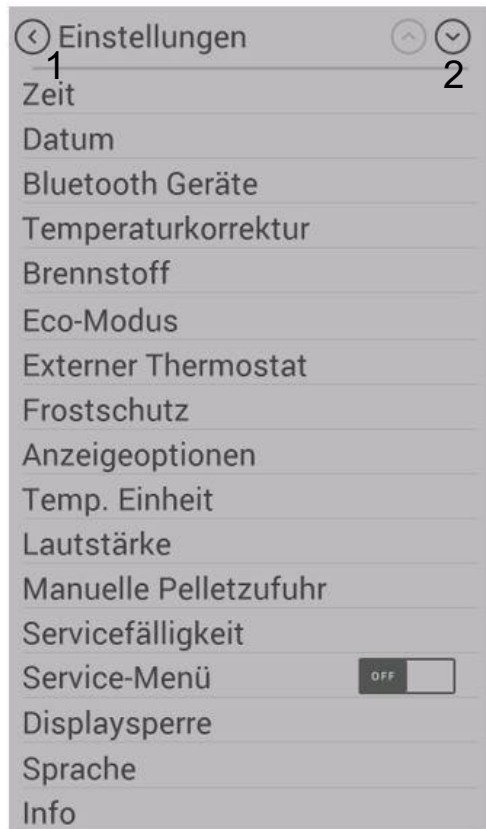 Einstellungen
1
2
Zeit
Datum
Bluetooth Geräte
Temperaturkorrektur
Brennstoff
Eco-Modus
Externer Thermostat
Frostschutz
Anzeigeoptionen
Temp. Einheit
Lautstärke
Manuelle Pelletzufuhr
Servicefälligkeit
Service-Menü OFF
Displaysperre
Sprache
Info